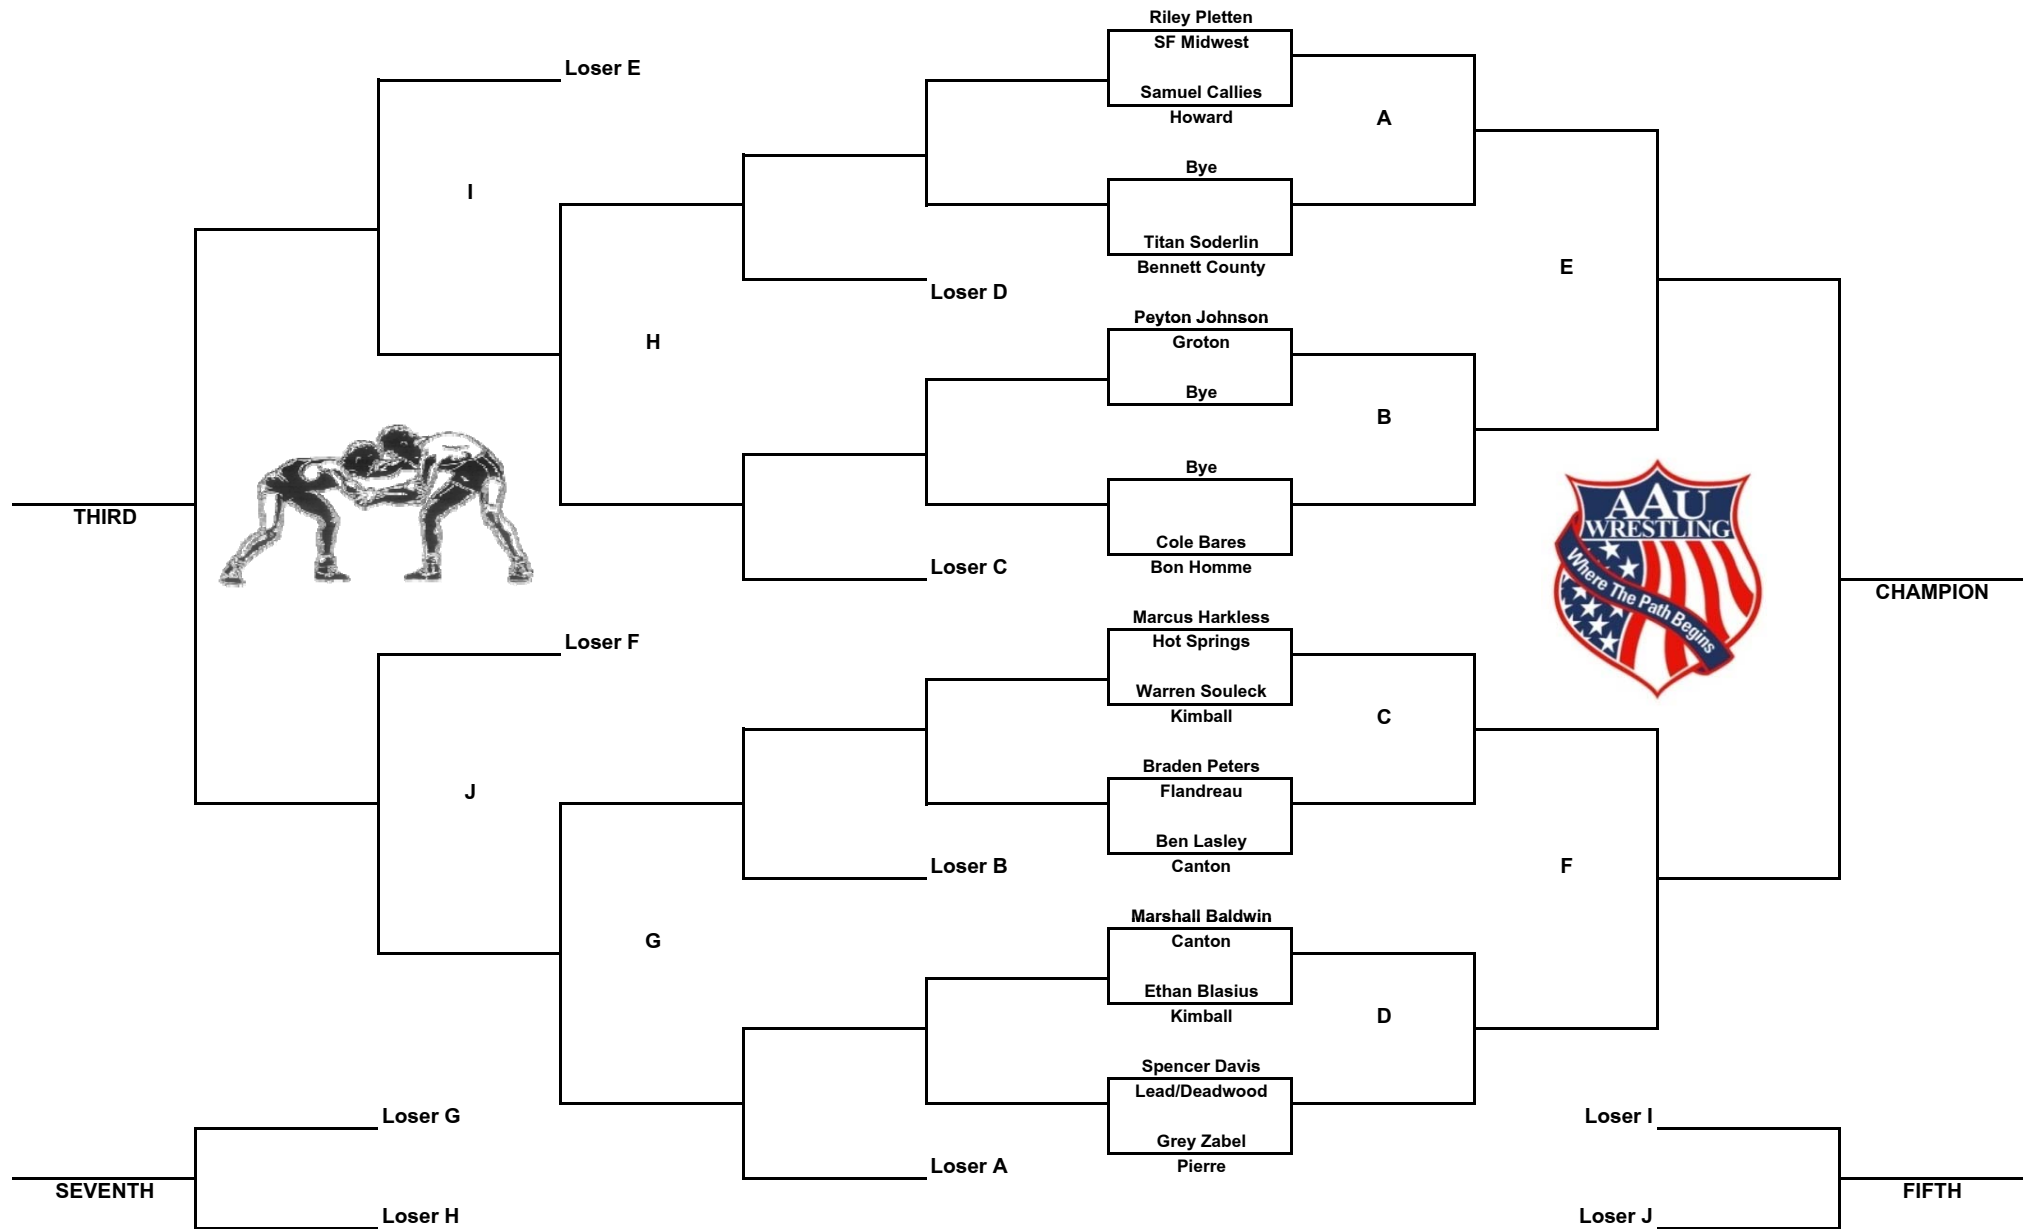 Riley Pletten
SF Midwest
Loser E
Samuel Callies
Howard
A
Bye
I
Titan Soderlin
Bennett County
E
Loser D
Peyton Johnson
Groton
H
Bye
B
Bye
AAU
WRESTLING
Where The Path Begins
THIRD
Cole Bares
Bon Homme
Loser C
CHAMPION
Marcus Harkless
Hot Springs
Loser F
Warren Souleck
Kimball
C
Braden Peters
Flandreau
J
Ben Lasley
Canton
Loser B
F
Marshall Baldwin
Canton
G
Ethan Blasius
Kimball
D
Spencer Davis
Lead/Deadwood
Loser G
Loser I
Grey Zabel
Pierre
Loser A
SEVENTH
FIFTH
Loser H
Loser J